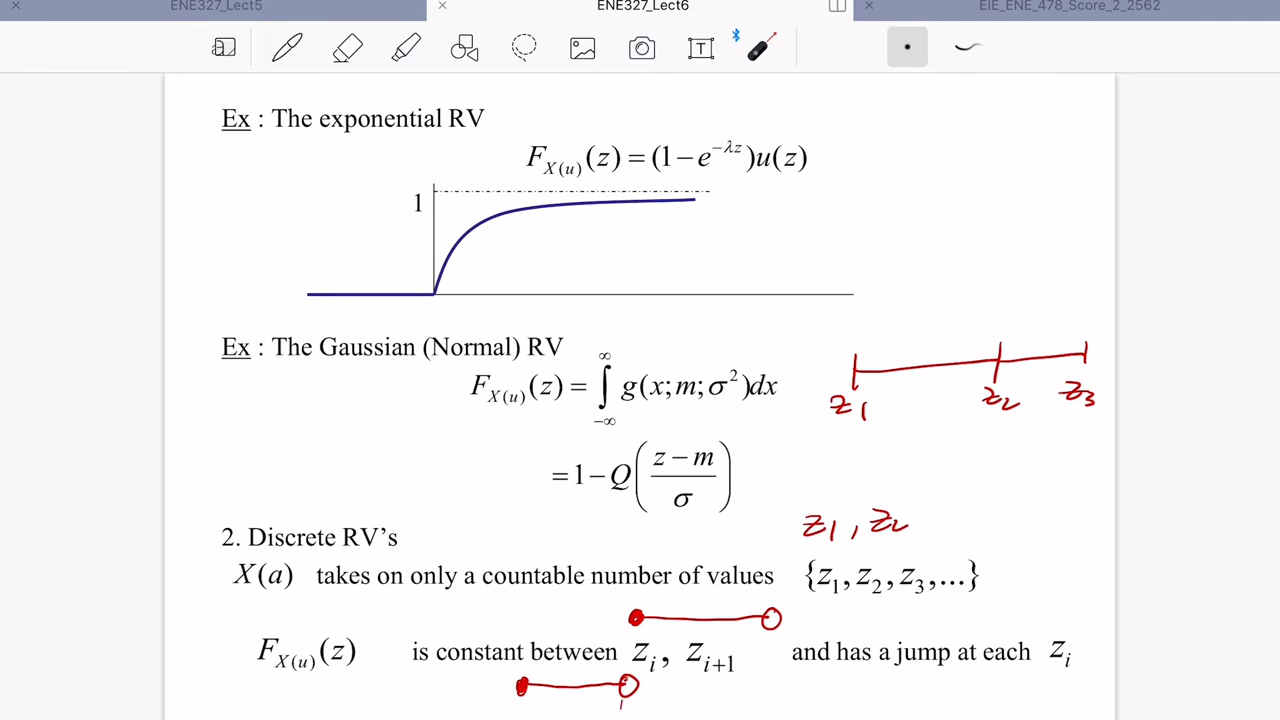 ENE327_Lect5 ENE327_Lect6 EIE_ENE_478_Score_2_2562
Ex : The exponential RV
F_{X(u)}(z) = (1 − e^{−λz})u(z)
1
Ex : The Gaussian (Normal) RV
F_{X(u)}(z) = ∫_{−∞}^{∞} g(x;m;σ²)dx
z1 z2 z3
= 1 − Q((z − m)/σ)
z1, z2
2. Discrete RV's
X(a) takes on only a countable number of values {z₁, z₂, z₃,...}
F_{X(u)}(z) is constant between z_i, z_{i+1} and has a jump at each z_i